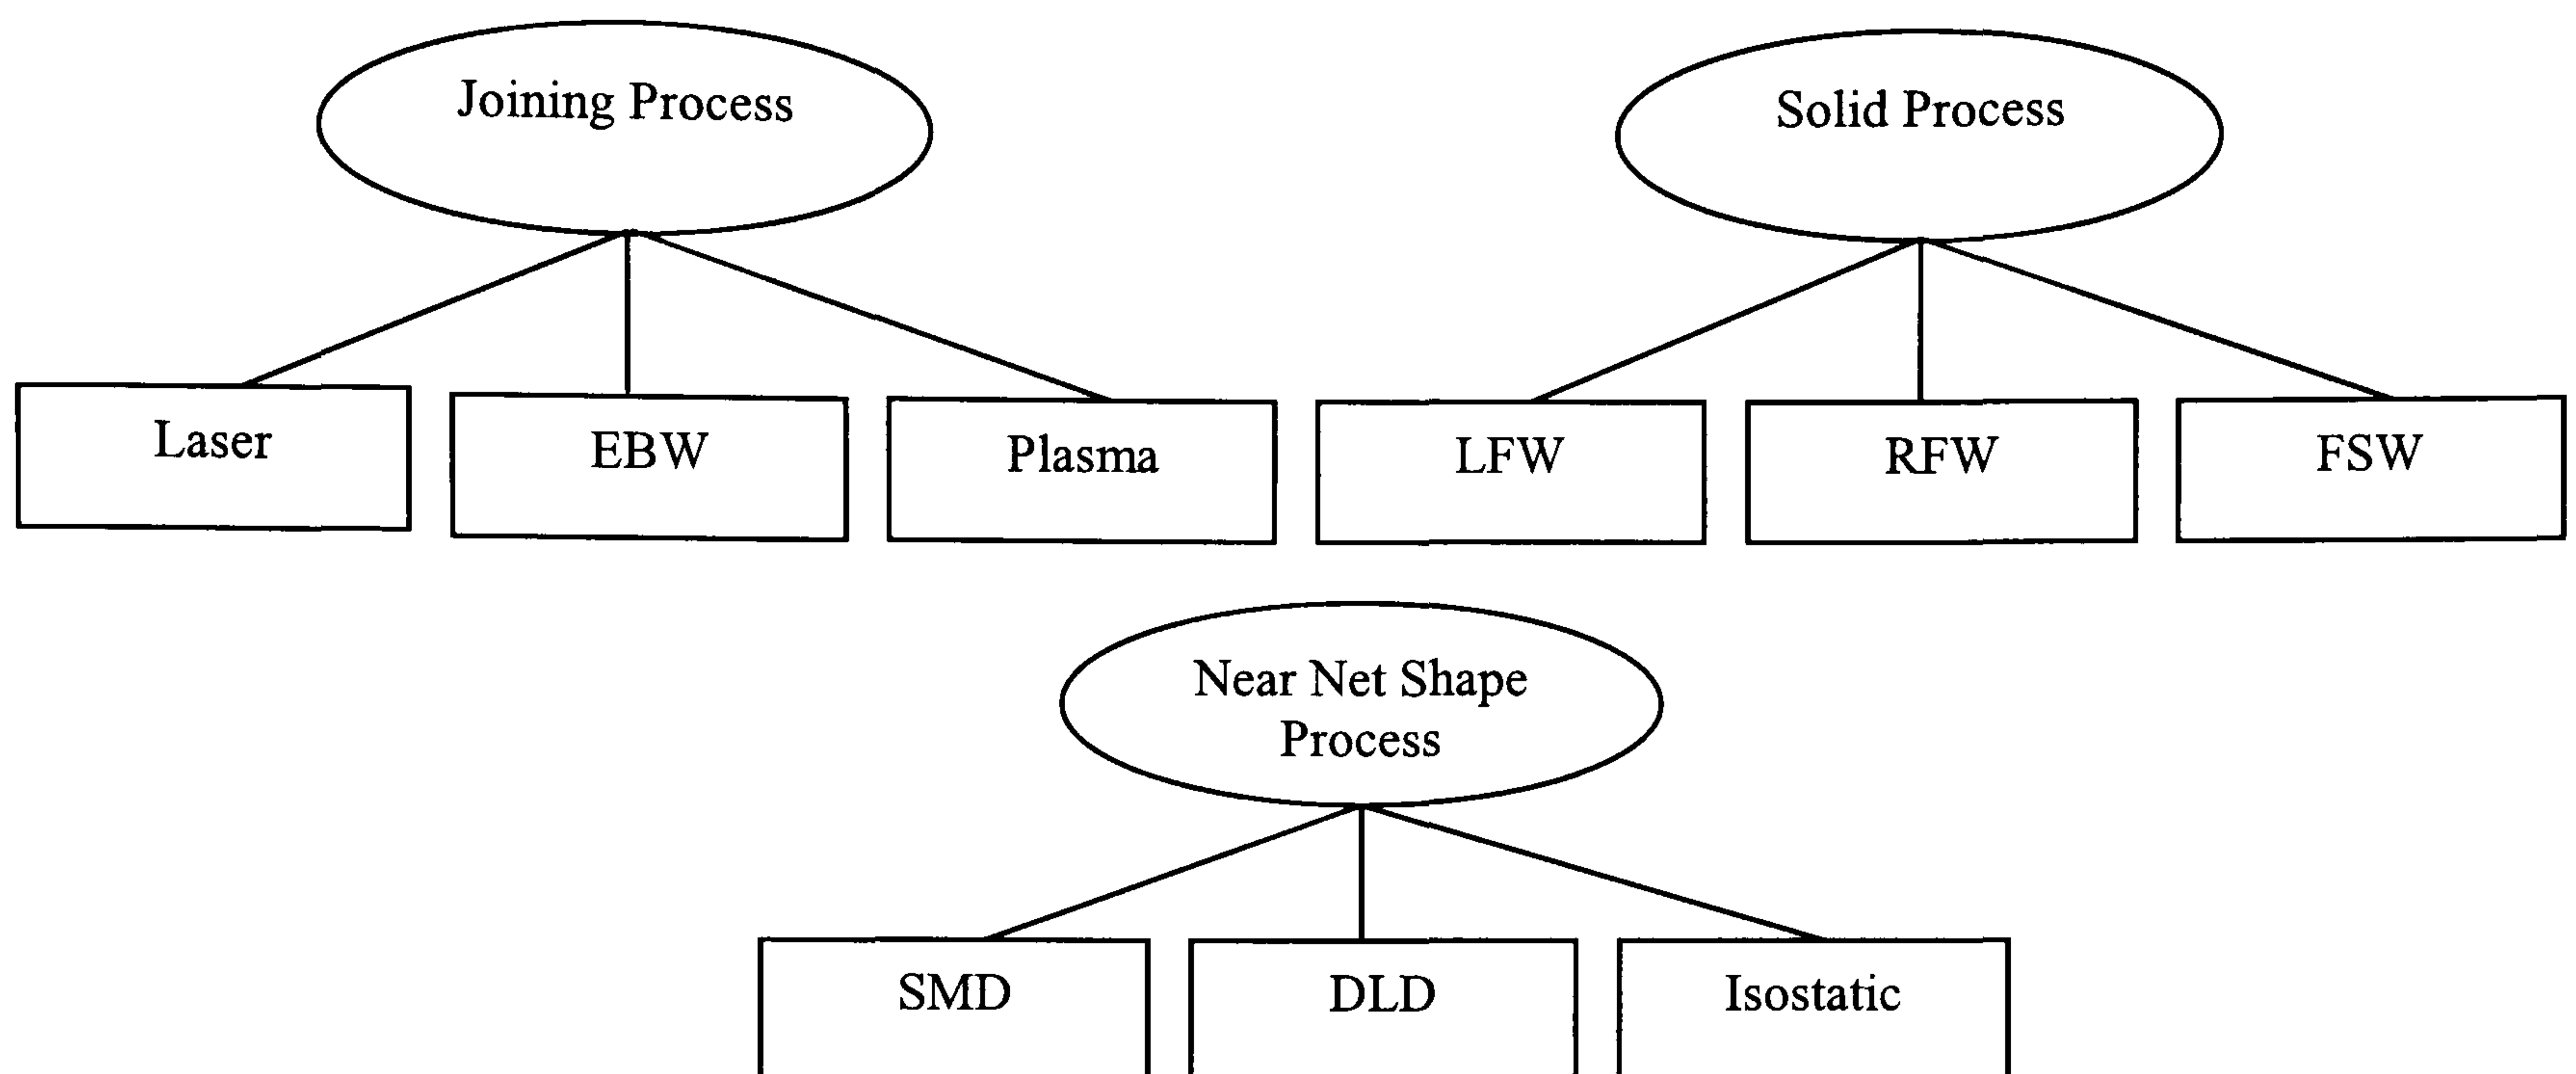 Joining Process
Solid Process
Laser
EBW
Plasma
LFW
RFW
FSW
Near Net Shape
Process
SMD
DLD
Isostatic